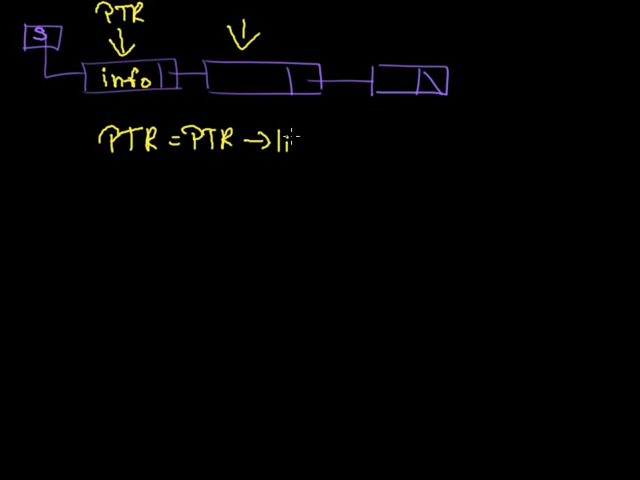 PTR
S
info
PTR = PTR → li